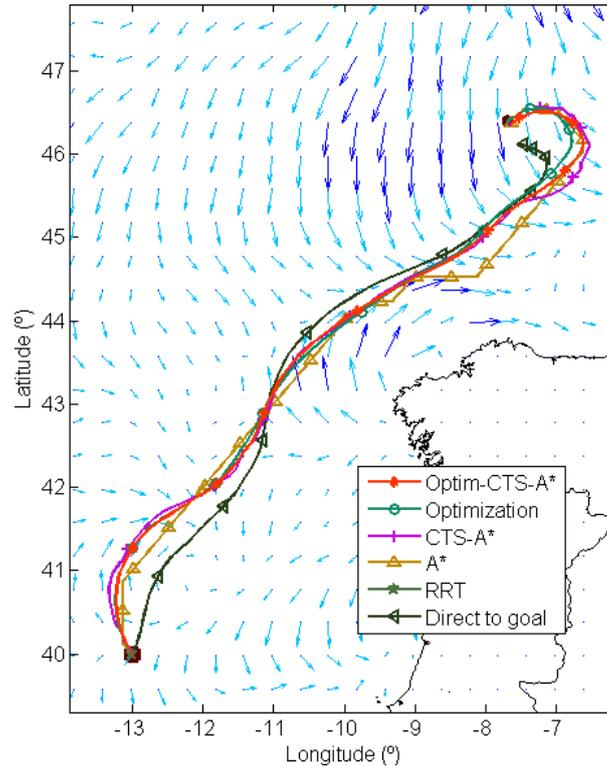 47
46
45
44
43
42
41
40
Latitude (º)
Optim-CTS-A*
Optimization
CTS-A*
A*
RRT
Direct to goal
-13 -12 -11 -10 -9 -8 -7
Longitude (º)